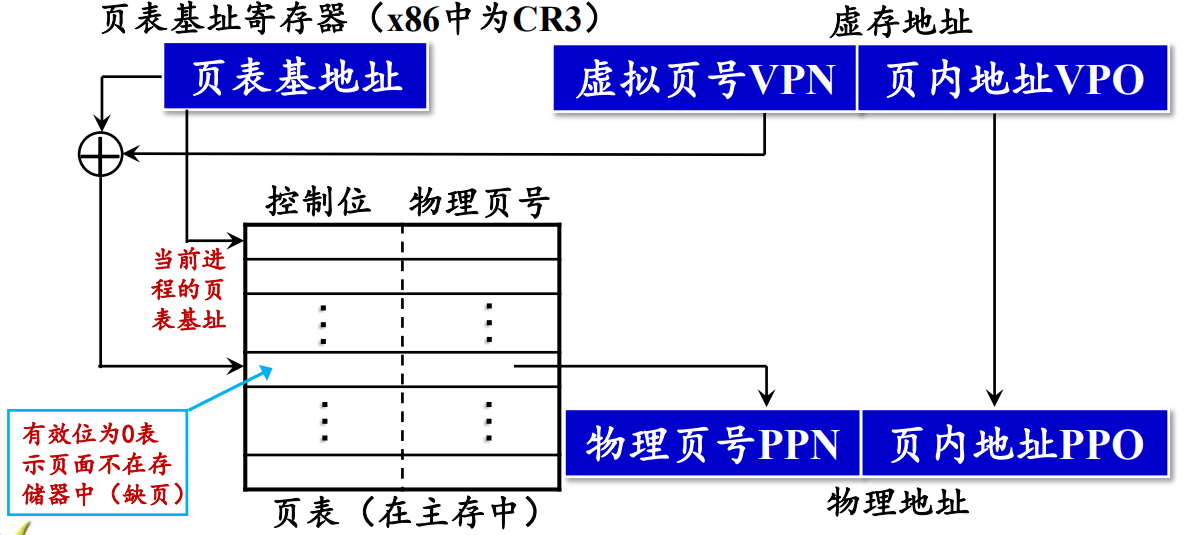 页表基址寄存器（x86中为CR3）
虚存地址
页表基地址
虚拟页号VPN
页内地址VPO
控制位
物理页号
当前进
程的页
表基址
有效位为0表
示页面不在存
储器中（缺页）
物理页号PPN
页内地址PPO
页表（在主存中）
物理地址